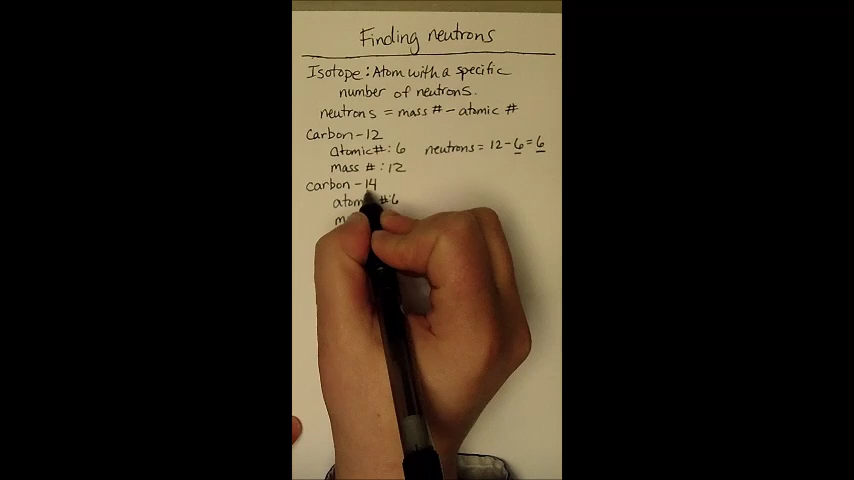 Finding neutrons
Isotope: Atom with a specific
number of neutrons.
neutrons = mass # - atomic #
Carbon-12
atomic#: 6 neutrons = 12-6=6
mass #: 12
carbon-14
#:6